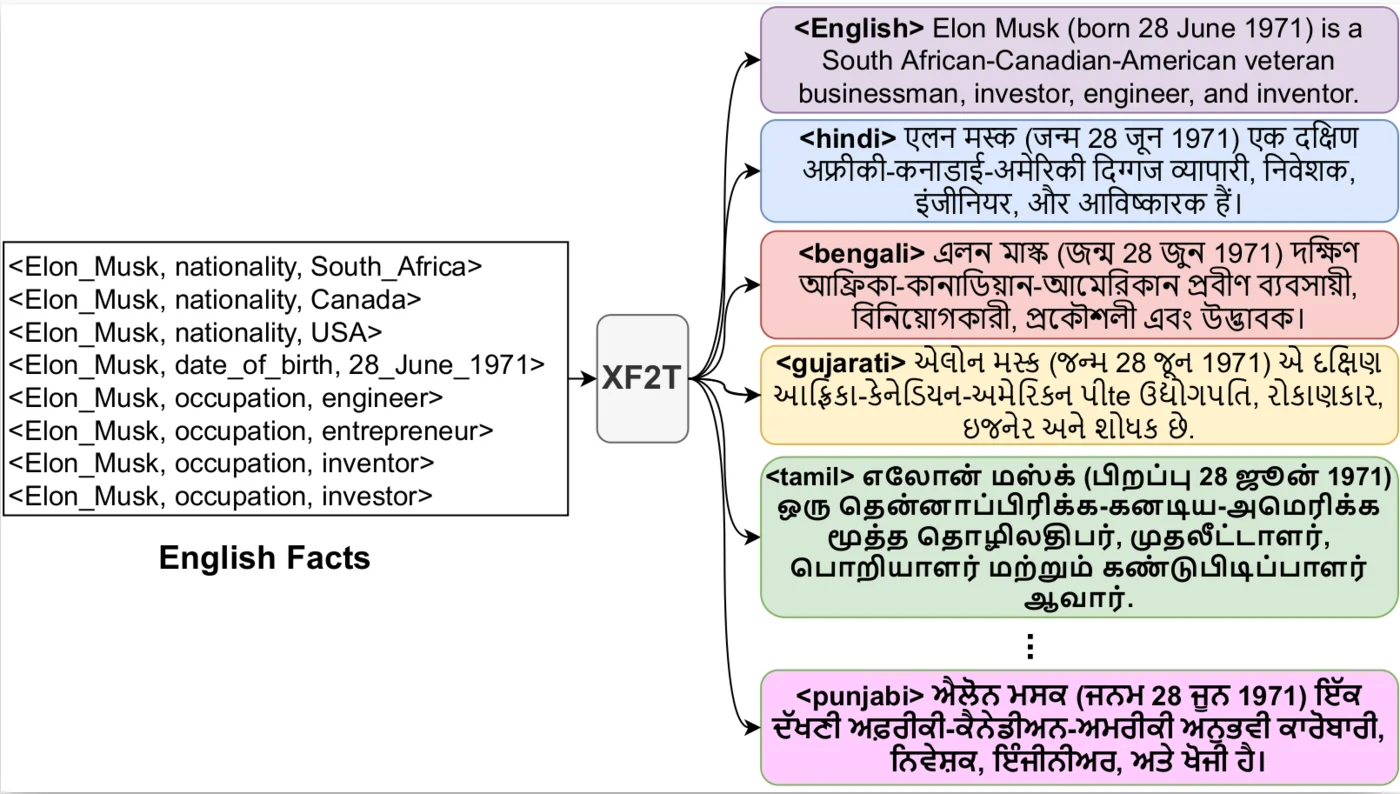 <Elon_Musk, nationality, South_Africa>
<Elon_Musk, nationality, Canada>
<Elon_Musk, nationality, USA>
<Elon_Musk, date_of_birth, 28_June_1971>
<Elon_Musk, occupation, engineer>
<Elon_Musk, occupation, entrepreneur>
<Elon_Musk, occupation, inventor>
<Elon_Musk, occupation, investor>
English Facts
XF2T
<English> Elon Musk (born 28 June 1971) is a
South African-Canadian-American veteran
businessman, investor, engineer, and inventor.
<hindi> एलन मस्क (जन्म 28 जून 1971) एक दक्षिण
अफ्रीकी-कनाडाई-अमेरिकी दिग्गज व्यापारी, निवेशक,
इंजीनियर, और आविष्कारक हैं।
<bengali> এলন মাস্ক (জন্ম 28 জুন 1971) দক্ষিণ
আফ্রিকা-কানাডিয়ান-আমেরিকান প্রবীণ ব্যবসায়ী,
বিনিয়োগকারী, প্রকৌশলী এবং উদ্ভাবক।
<gujarati> એલોન મસ્ક (જન્મ 28 જૂન 1971) એ દક્ષિણ
આફ્રિકા-કેનેડિયન-અમેરિકન પીte ઉદ્યોગપતિ, રોકાણકાર,
ઇજનેર અને શોધક છે.
<tamil> எலோன் மஸ்க் (பிறப்பு 28 ஜூன் 1971)
ஒரு தென்னாப்பிரிக்க-கனடிய-அமெரிக்க
மூத்த தொழிலதிபர், முதலீட்டாளர்,
பொறியாளர் மற்றும் கண்டுபிடிப்பாளர்
ஆவார்.
<punjabi> ਐਲੋਨ ਮਸਕ (ਜਨਮ 28 ਜੂਨ 1971) ਇੱਕ
ਦੱਖਣੀ ਅਫ਼ਰੀਕੀ-ਕੈਨੇਡੀਅਨ-ਅਮਰੀਕੀ ਅਨੁਭਵੀ ਕਾਰੋਬਾਰੀ,
ਨਿਵੇਸ਼ਕ, ਇੰਜੀਨੀਅਰ, ਅਤੇ ਖੋਜੀ ਹੈ।